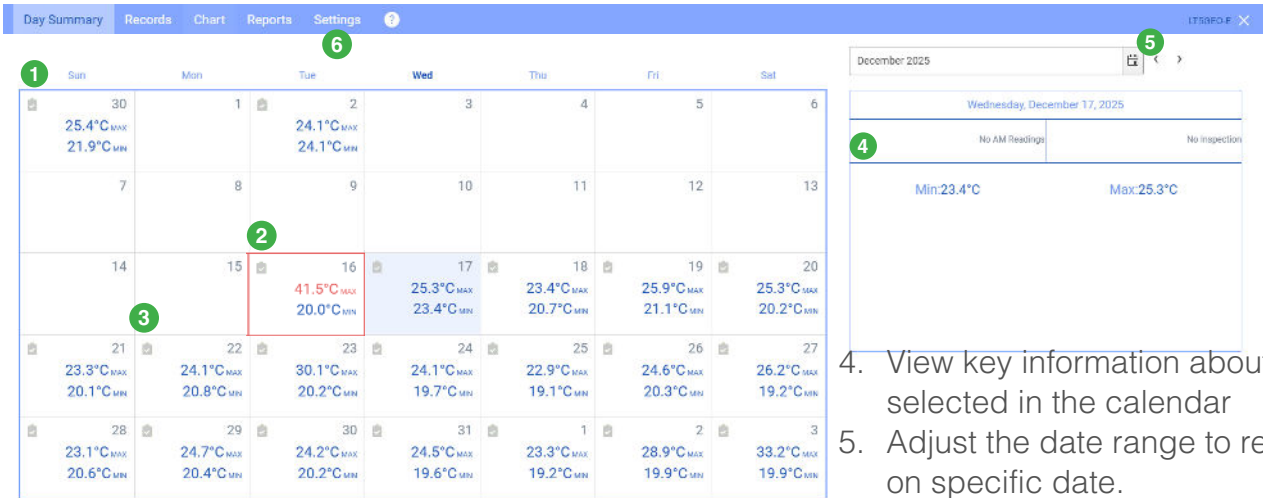 Day Summary Records Chart Reports Settings ?
6
LTSGEO-E
5
December 2025
1
Sun Mon Tue Wed Thu Fri Sat
Wednesday, December 17, 2025
4
No AM Readings No Inspection
Min:23.4°C Max:25.3°C
30 1 2 3 4 5 6
25.4°C MAX 24.1°C MAX
21.9°C MIN 24.1°C MIN
7 8 9 10 11 12 13
2
14 15 16 17 18 19 20
41.5°C MAX 25.3°C MAX 23.4°C MAX 25.9°C MAX 25.3°C MAX
20.0°C MIN 23.4°C MIN 20.7°C MIN 21.1°C MIN 20.2°C MIN
3
21 22 23 24 25 26 27
23.3°C MAX 24.1°C MAX 30.1°C MAX 24.1°C MAX 22.9°C MAX 24.6°C MAX 26.2°C MAX
20.1°C MIN 20.8°C MIN 20.2°C MIN 19.7°C MIN 19.1°C MIN 20.3°C MIN 19.2°C MIN
28 29 30 31 1 2 3
23.1°C MAX 24.7°C MAX 24.2°C MAX 24.5°C MAX 23.3°C MAX 28.9°C MAX 33.2°C MAX
20.6°C MIN 20.4°C MIN 20.2°C MIN 19.6°C MIN 19.2°C MIN 19.9°C MIN 19.9°C MIN
4. View key information abou
selected in the calendar
5. Adjust the date range to re
on specific date.